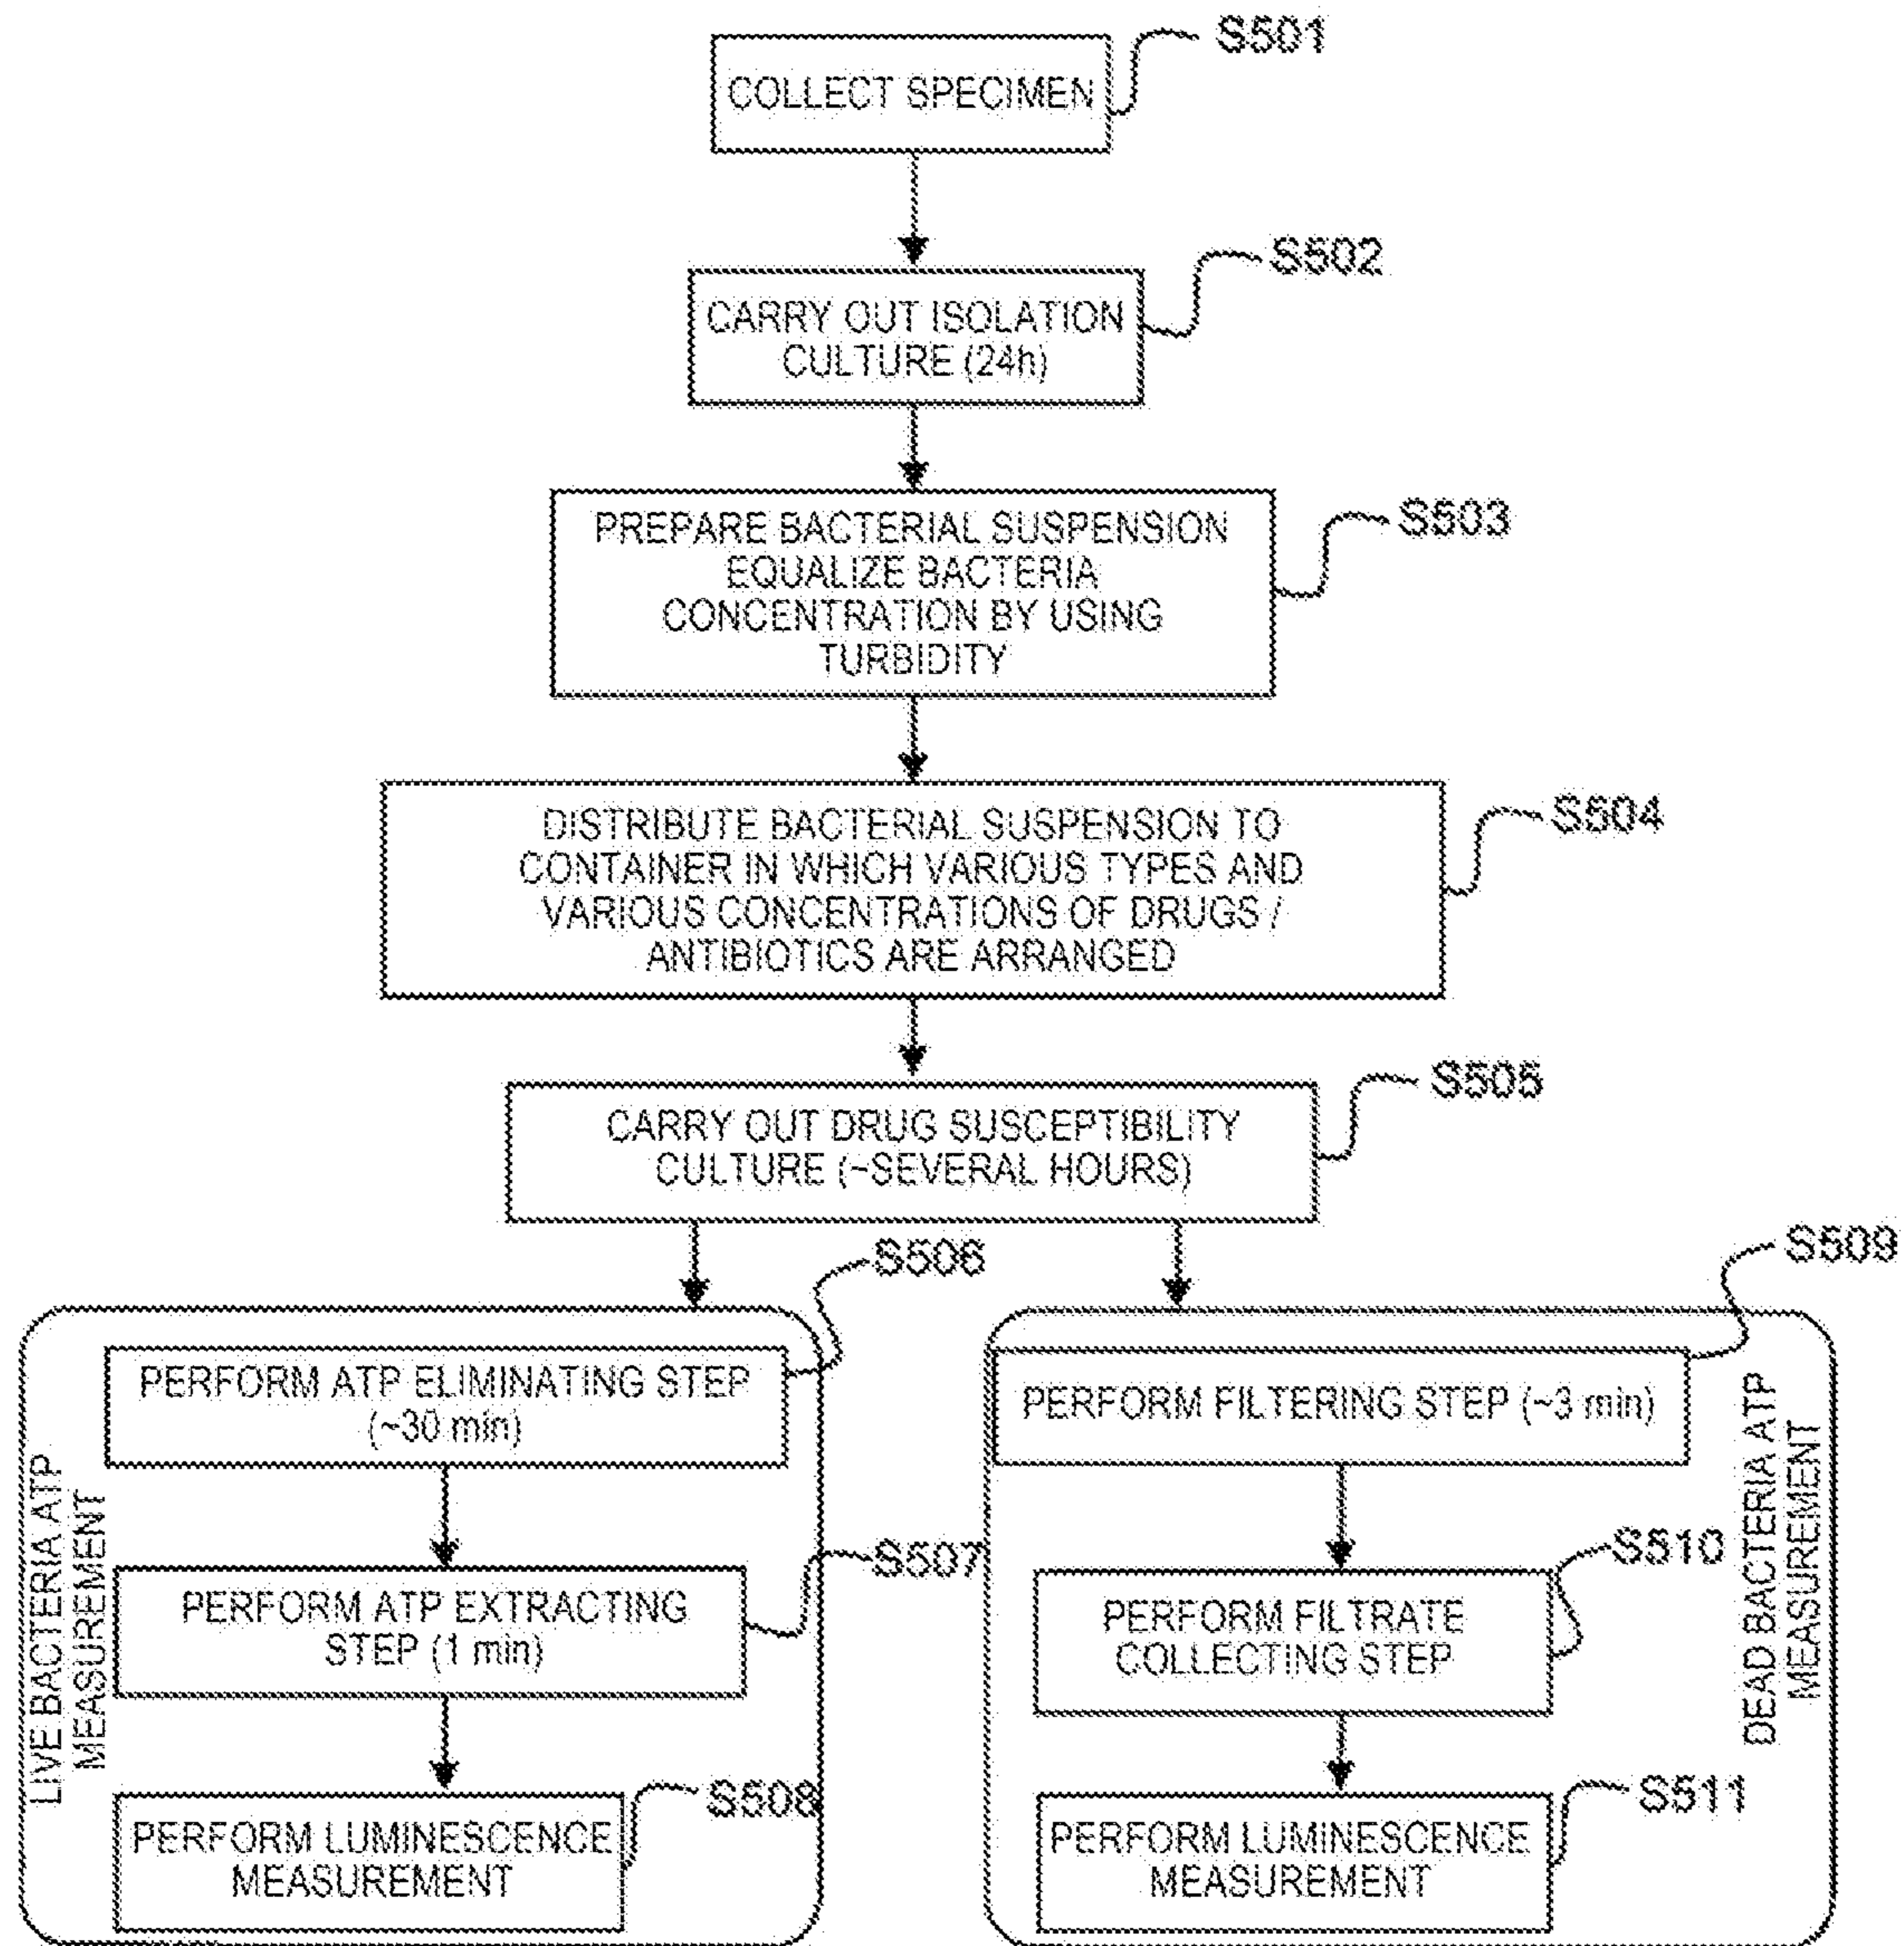 S501
COLLECT SPECIMEN
S502
CARRY OUT ISOLATION
CULTURE (24h)
S503
PREPARE BACTERIAL SUSPENSION
EQUALIZE BACTERIA
CONCENTRATION BY USING
TURBIDITY
S504
DISTRIBUTE BACTERIAL SUSPENSION TO
CONTAINER IN WHICH VARIOUS TYPES AND
VARIOUS CONCENTRATIONS OF DRUGS /
ANTIBIOTICS ARE ARRANGED
S505
CARRY OUT DRUG SUSCEPTIBILITY
CULTURE (~SEVERAL HOURS)
LIVE BACTERIA ATP
MEASUREMENT
S506
PERFORM ATP ELIMINATING STEP
(~30 min)
S507
PERFORM ATP EXTRACTING
STEP (1 min)
S508
PERFORM LUMINESCENCE
MEASUREMENT
DEAD BACTERIA ATP
MEASUREMENT
S509
PERFORM FILTERING STEP (~3 min)
S510
PERFORM FILTRATE
COLLECTING STEP
S511
PERFORM LUMINESCENCE
MEASUREMENT